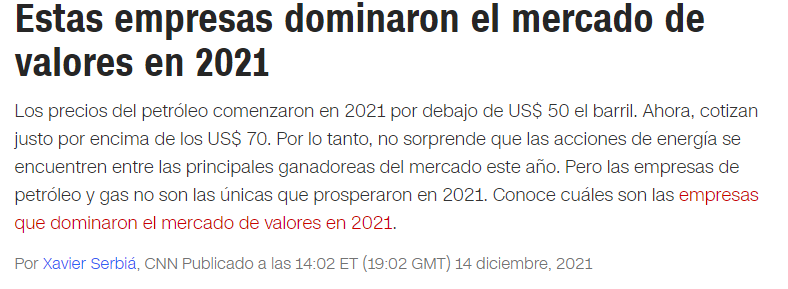 Estas empresas dominaron el mercado de
valores en 2021
Los precios del petróleo comenzaron en 2021 por debajo de US$ 50 el barril. Ahora, cotizan
justo por encima de los US$ 70. Por lo tanto, no sorprende que las acciones de energía se
encuentren entre las principales ganadoreas del mercado este año. Pero las empresas de
petróleo y gas no son las únicas que prosperaron en 2021. Conoce cuáles son las empresas
que dominaron el mercado de valores en 2021.
Por Xavier Serbiá, CNN Publicado a las 14:02 ET (19:02 GMT) 14 diciembre, 2021